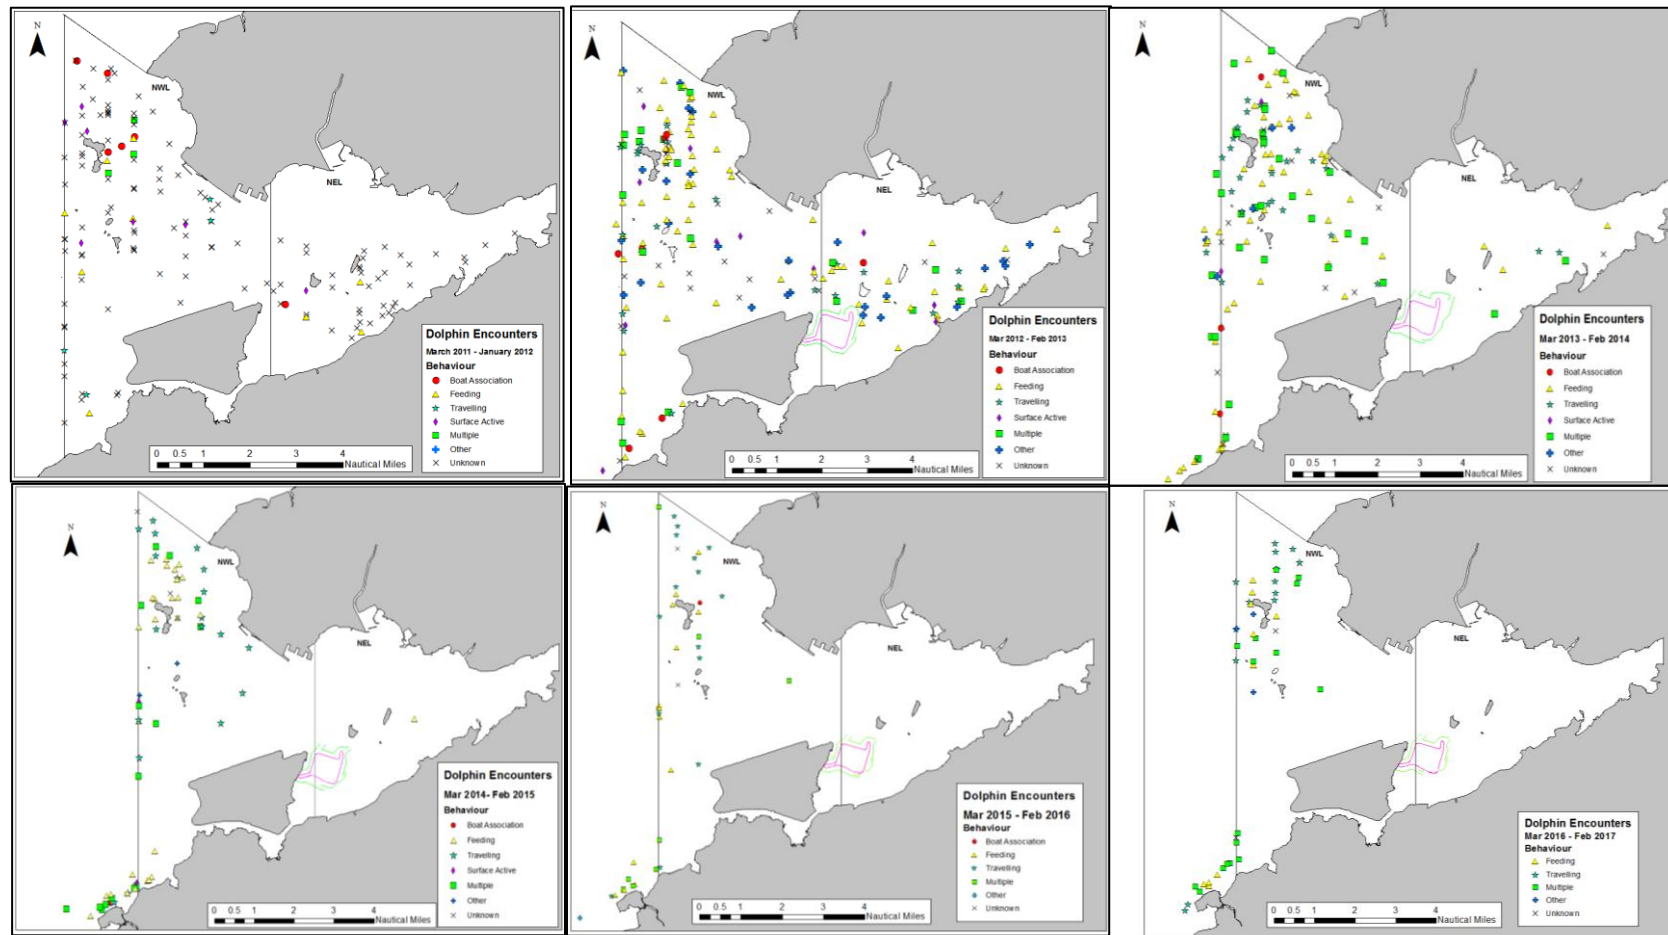 N
NWL
NEL
Dolphin Encounters
March 2011 - January 2012
Behaviour
Boat Association
Feeding
Travelling
Surface Active
Multiple
Other
Unknown
0 0.5 1 2 3 4
Nautical Miles
N
NWL
NEL
Dolphin Encounters
Mar 2012 - Feb 2013
Behaviour
Boat Association
Feeding
Travelling
Surface Active
Multiple
Other
Unknown
0 0.5 1 2 3 4
Nautical Miles
N
NWL
NEL
Dolphin Encounters
Mar 2013 - Feb 2014
Behaviour
Boat Association
Feeding
Travelling
Surface Active
Multiple
Other
Unknown
0 0.5 1 2 3 4
Nautical Miles
N
NWL
NEL
Dolphin Encounters
Mar 2014- Feb 2015
Behaviour
Boat Association
Feeding
Travelling
Surface Active
Multiple
Other
Unknown
0 0.5 1 2 3 4
Nautical Miles
N
NWL
NEL
Dolphin Encounters
Mar 2015 - Feb 2016
Behaviour
Boat Association
Feeding
Travelling
Multiple
Other
Unknown
0 0.5 1 2 3 4
Nautical Miles
N
NWL
NEL
Dolphin Encounters
Mar 2016 - Feb 2017
Behaviour
Feeding
Travelling
Multiple
Other
Unknown
0 0.5 1 2 3 4
Nautical Miles